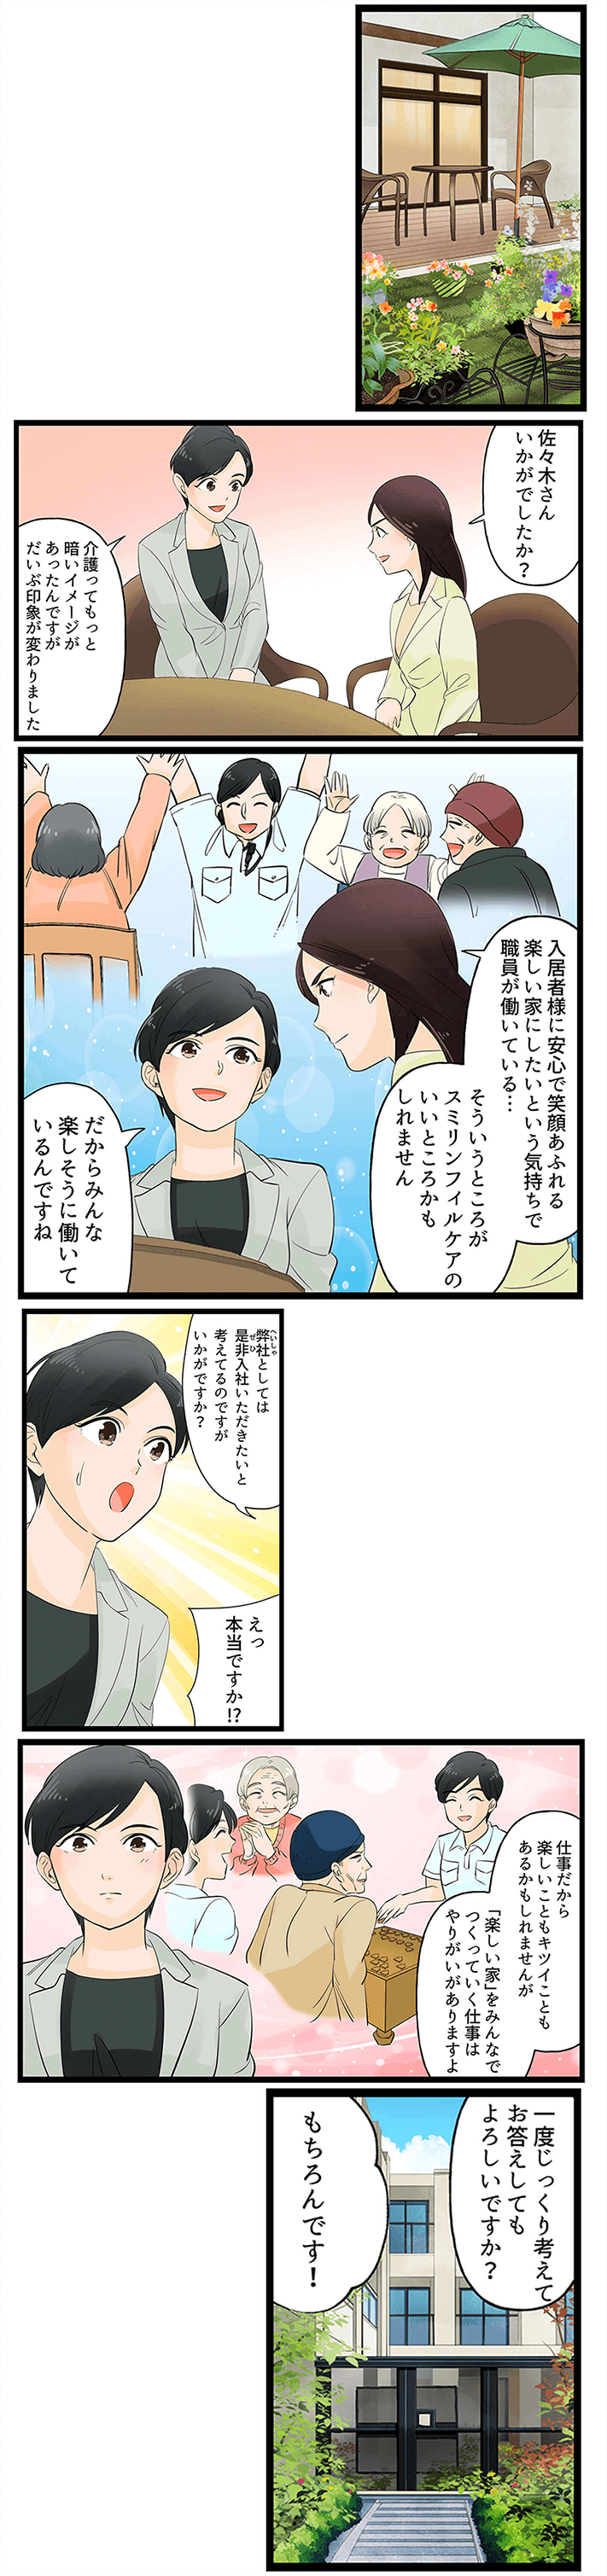 佐々木さん
いかがでしたか？
介護ってもっと
暗いイメージが
あったんですが
だいぶ印象が変わりました
入居者様に安心で笑顔あふれる
楽しい家にしたいという気持ちで
職員が働いている…
そういうところが
スミリンフィルケアの
いいところかも
しれません
だからみんな
楽しそうに働いて
いるんですね
弊社としては
へいしゃ
是非入社いただきたいと
ぜひ
考えてるのですが
いかがですか？
えっ
本当ですか!?
仕事だから
楽しいこともキツイことも
あるかもしれませんが
「楽しい家」をみんなで
つくっていく仕事は
やりがいがありますよ
一度じっくり考えて
お答えしても
よろしいですか？
もちろんです！